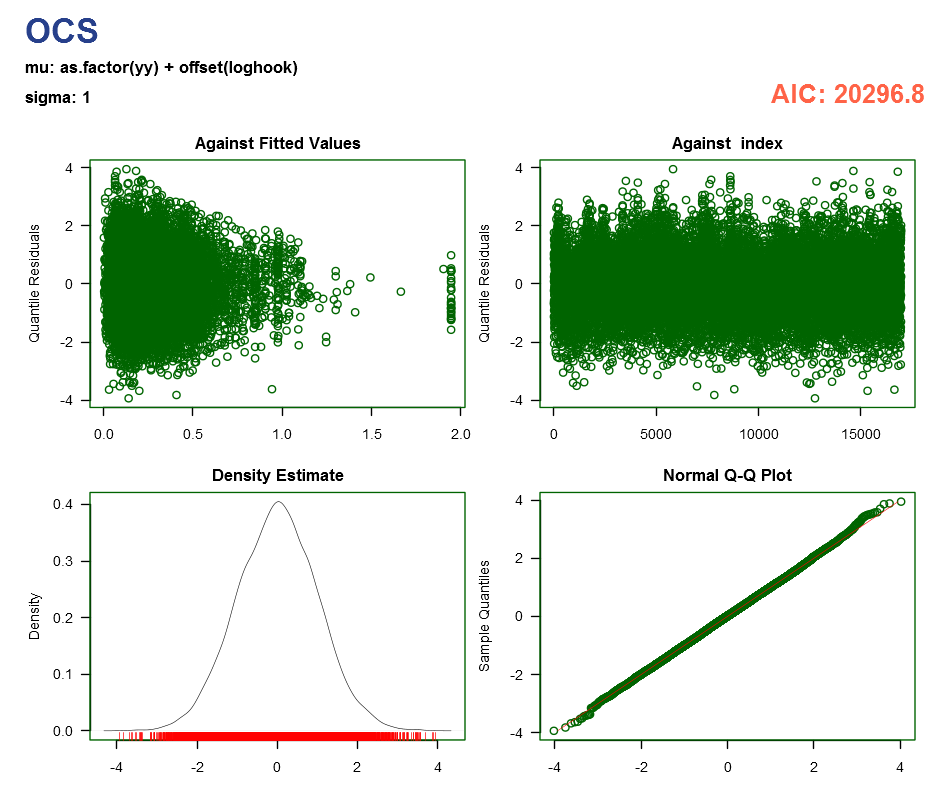 OCS
mu: as.factor(yy) + offset(loghook)
sigma: 1
AIC: 20296.8
Against Fitted Values
Quantile Residuals
4
2
0
-2
-4
0.0 0.5 1.0 1.5 2.0
Against  index
Quantile Residuals
4
2
0
-2
-4
0 5000 10000 15000
Density Estimate
Density
0.4
0.3
0.2
0.1
0.0
-4 -2 0 2 4
Normal Q-Q Plot
Sample Quantiles
4
2
0
-2
-4
-4 -2 0 2 4